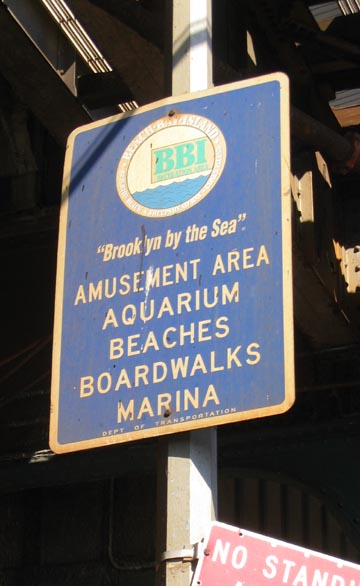 BBI
"Brooklyn by the Sea"
AMUSEMENT AREA
AQUARIUM
BEACHES
BOARDWALKS
MARINA
DEPT OF TRANSPORTATION
NO STAND